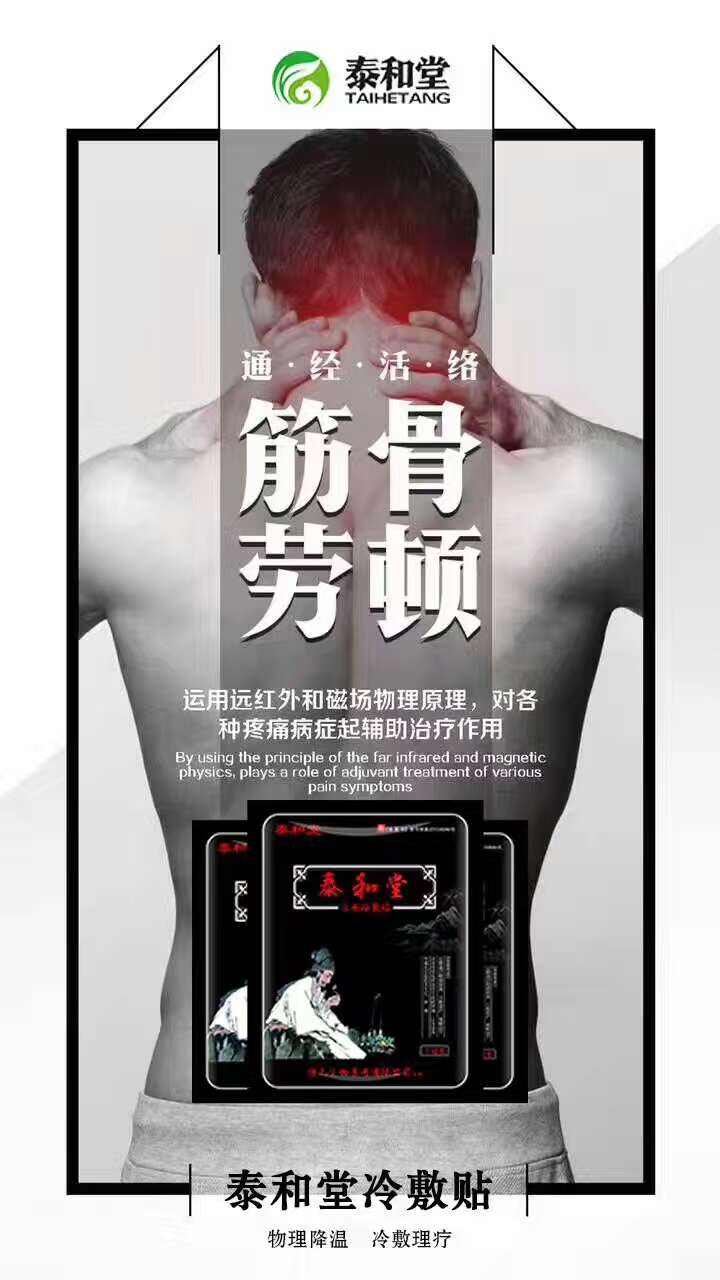 泰和堂
TAIHETANG
通·经·活·络
筋骨
劳顿
运用远红外和磁场物理原理，对各
种疼痛病症起辅助治疗作用
By using the principle of the far infrared and magnetic
physics, plays a role of adjuvant treatment of various
pain symptoms
泰和堂
泰和堂
泰和堂
泰和堂冷敷贴
物理降温 冷敷理疗